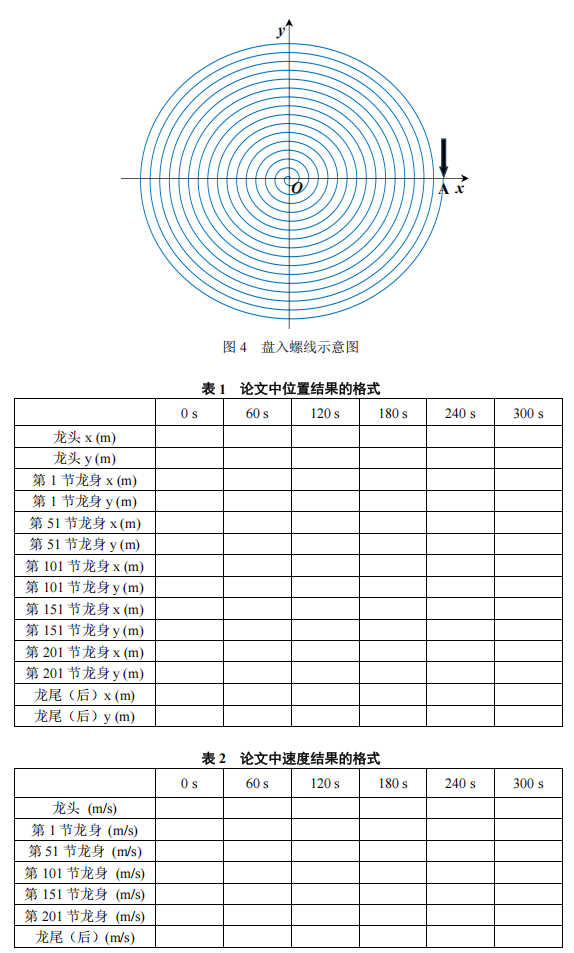 y
O
A x
图 4 盘入螺线示意图
表 1 论文中位置结果的格式
0 s 60 s 120 s 180 s 240 s 300 s
龙头 x (m)
龙头 y (m)
第 1 节龙身 x (m)
第 1 节龙身 y (m)
第 51 节龙身 x (m)
第 51 节龙身 y (m)
第 101 节龙身 x (m)
第 101 节龙身 y (m)
第 151 节龙身 x (m)
第 151 节龙身 y (m)
第 201 节龙身 x (m)
第 201 节龙身 y (m)
龙尾（后）x (m)
龙尾（后）y (m)
表 2 论文中速度结果的格式
0 s 60 s 120 s 180 s 240 s 300 s
龙头 (m/s)
第 1 节龙身 (m/s)
第 51 节龙身 (m/s)
第 101 节龙身 (m/s)
第 151 节龙身 (m/s)
第 201 节龙身 (m/s)
龙尾（后）(m/s)